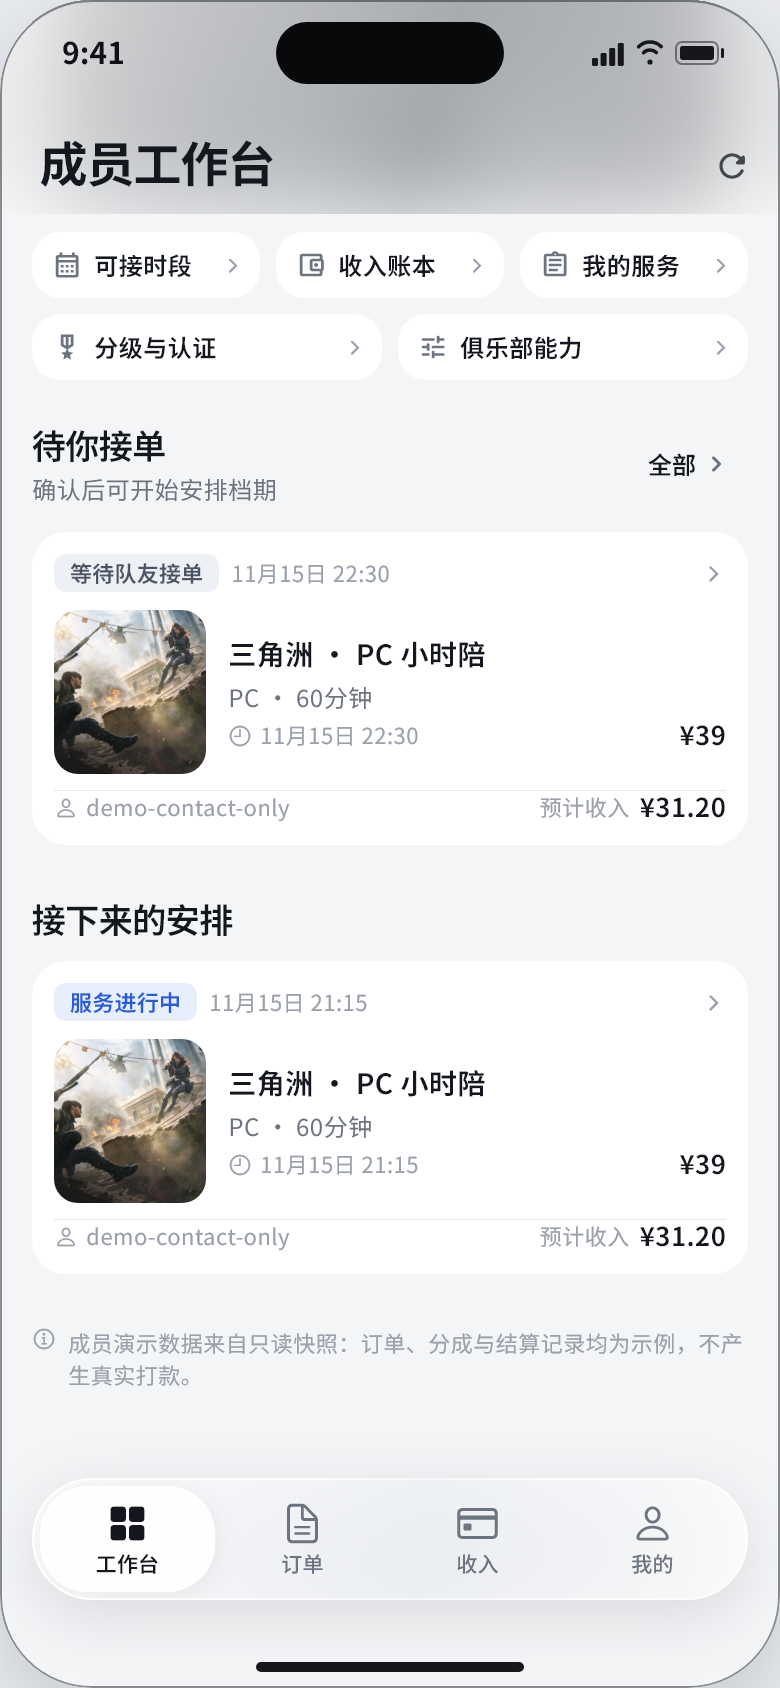 9:41
成员工作台
可接时段
收入账本
我的服务
分级与认证
俱乐部能力
待你接单
确认后可开始安排档期
全部
等待队友接单 11月15日 22:30
三角洲 · PC 小时陪
PC · 60分钟
11月15日 22:30 ¥39
demo-contact-only 预计收入 ¥31.20
接下来的安排
服务进行中 11月15日 21:15
三角洲 · PC 小时陪
PC · 60分钟
11月15日 21:15 ¥39
demo-contact-only 预计收入 ¥31.20
成员演示数据来自只读快照：订单、分成与结算记录均为示例，不产
生真实打款。
工作台
订单
收入
我的